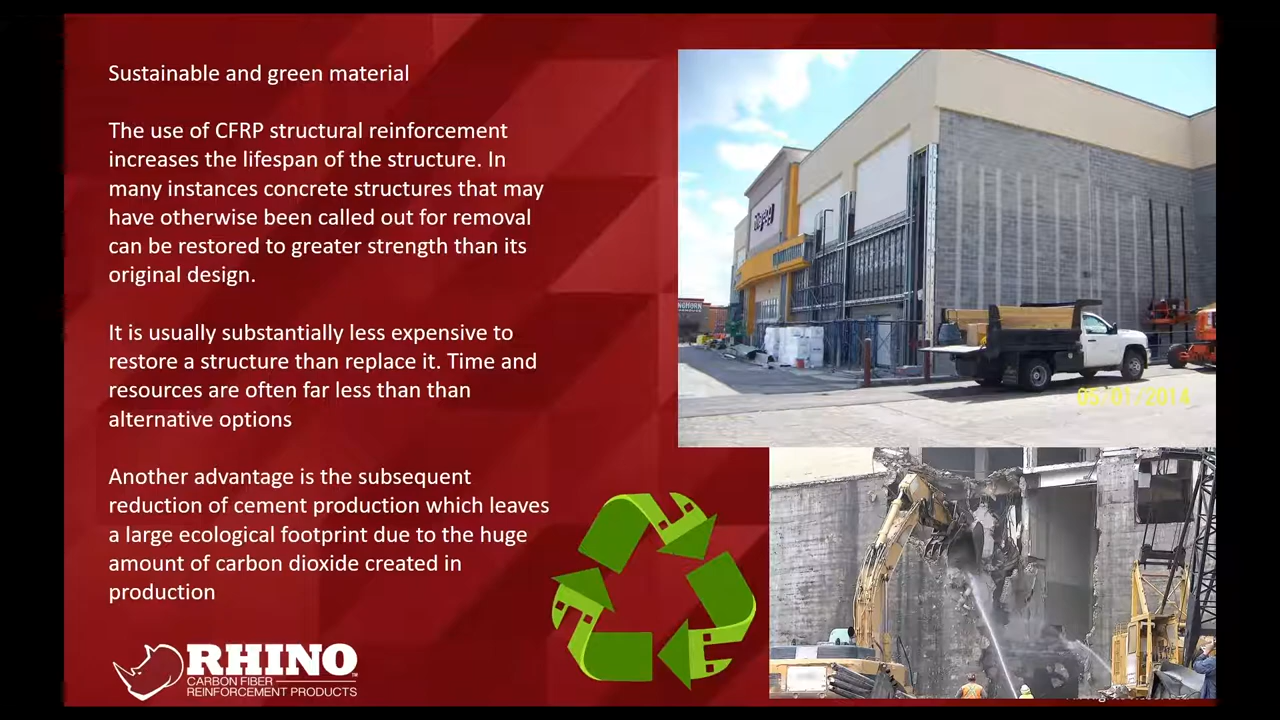 Sustainable and green material
The use of CFRP structural reinforcement
increases the lifespan of the structure. In
many instances concrete structures that may
have otherwise been called out for removal
can be restored to greater strength than its
original design.
It is usually substantially less expensive to
restore a structure than replace it. Time and
resources are often far less than than
alternative options
Another advantage is the subsequent
reduction of cement production which leaves
a large ecological footprint due to the huge
amount of carbon dioxide created in
production
RHINO
CARBON FIBER
REINFORCEMENT PRODUCTS
05/01/2014